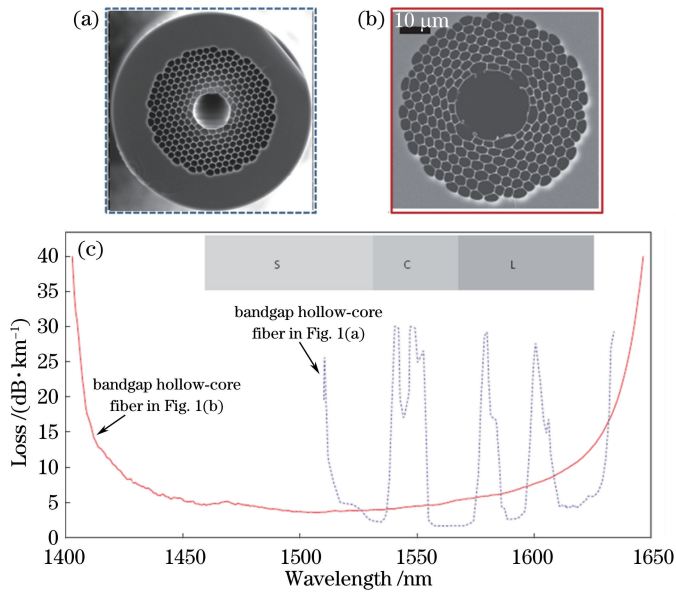 (a)
(b)
10 μm
(c)
S
C
L
40
35
30
25
20
15
10
5
0
Loss /(dB·km⁻¹)
bandgap hollow-core
fiber in Fig. 1(a)
bandgap hollow-core
fiber in Fig. 1(b)
1400
1450
1500
1550
1600
1650
Wavelength /nm